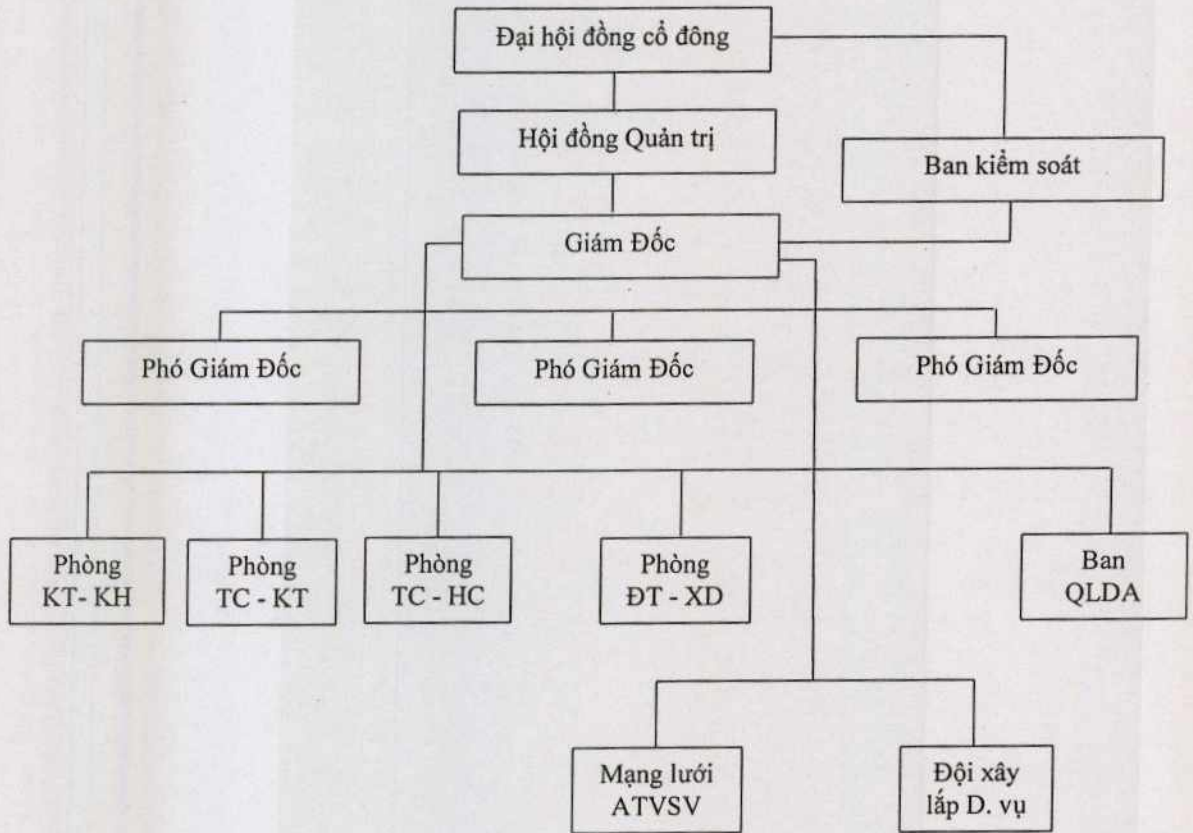 Đại hội đồng cổ đông
Hội đồng Quản trị
Ban kiểm soát
Giám Đốc
Phó Giám Đốc
Phó Giám Đốc
Phó Giám Đốc
Phòng
KT- KH
Phòng
TC - KT
Phòng
TC - HC
Phòng
ĐT - XD
Ban
QLDA
Mạng lưới
ATVSV
Đội xây
lắp D. vụ